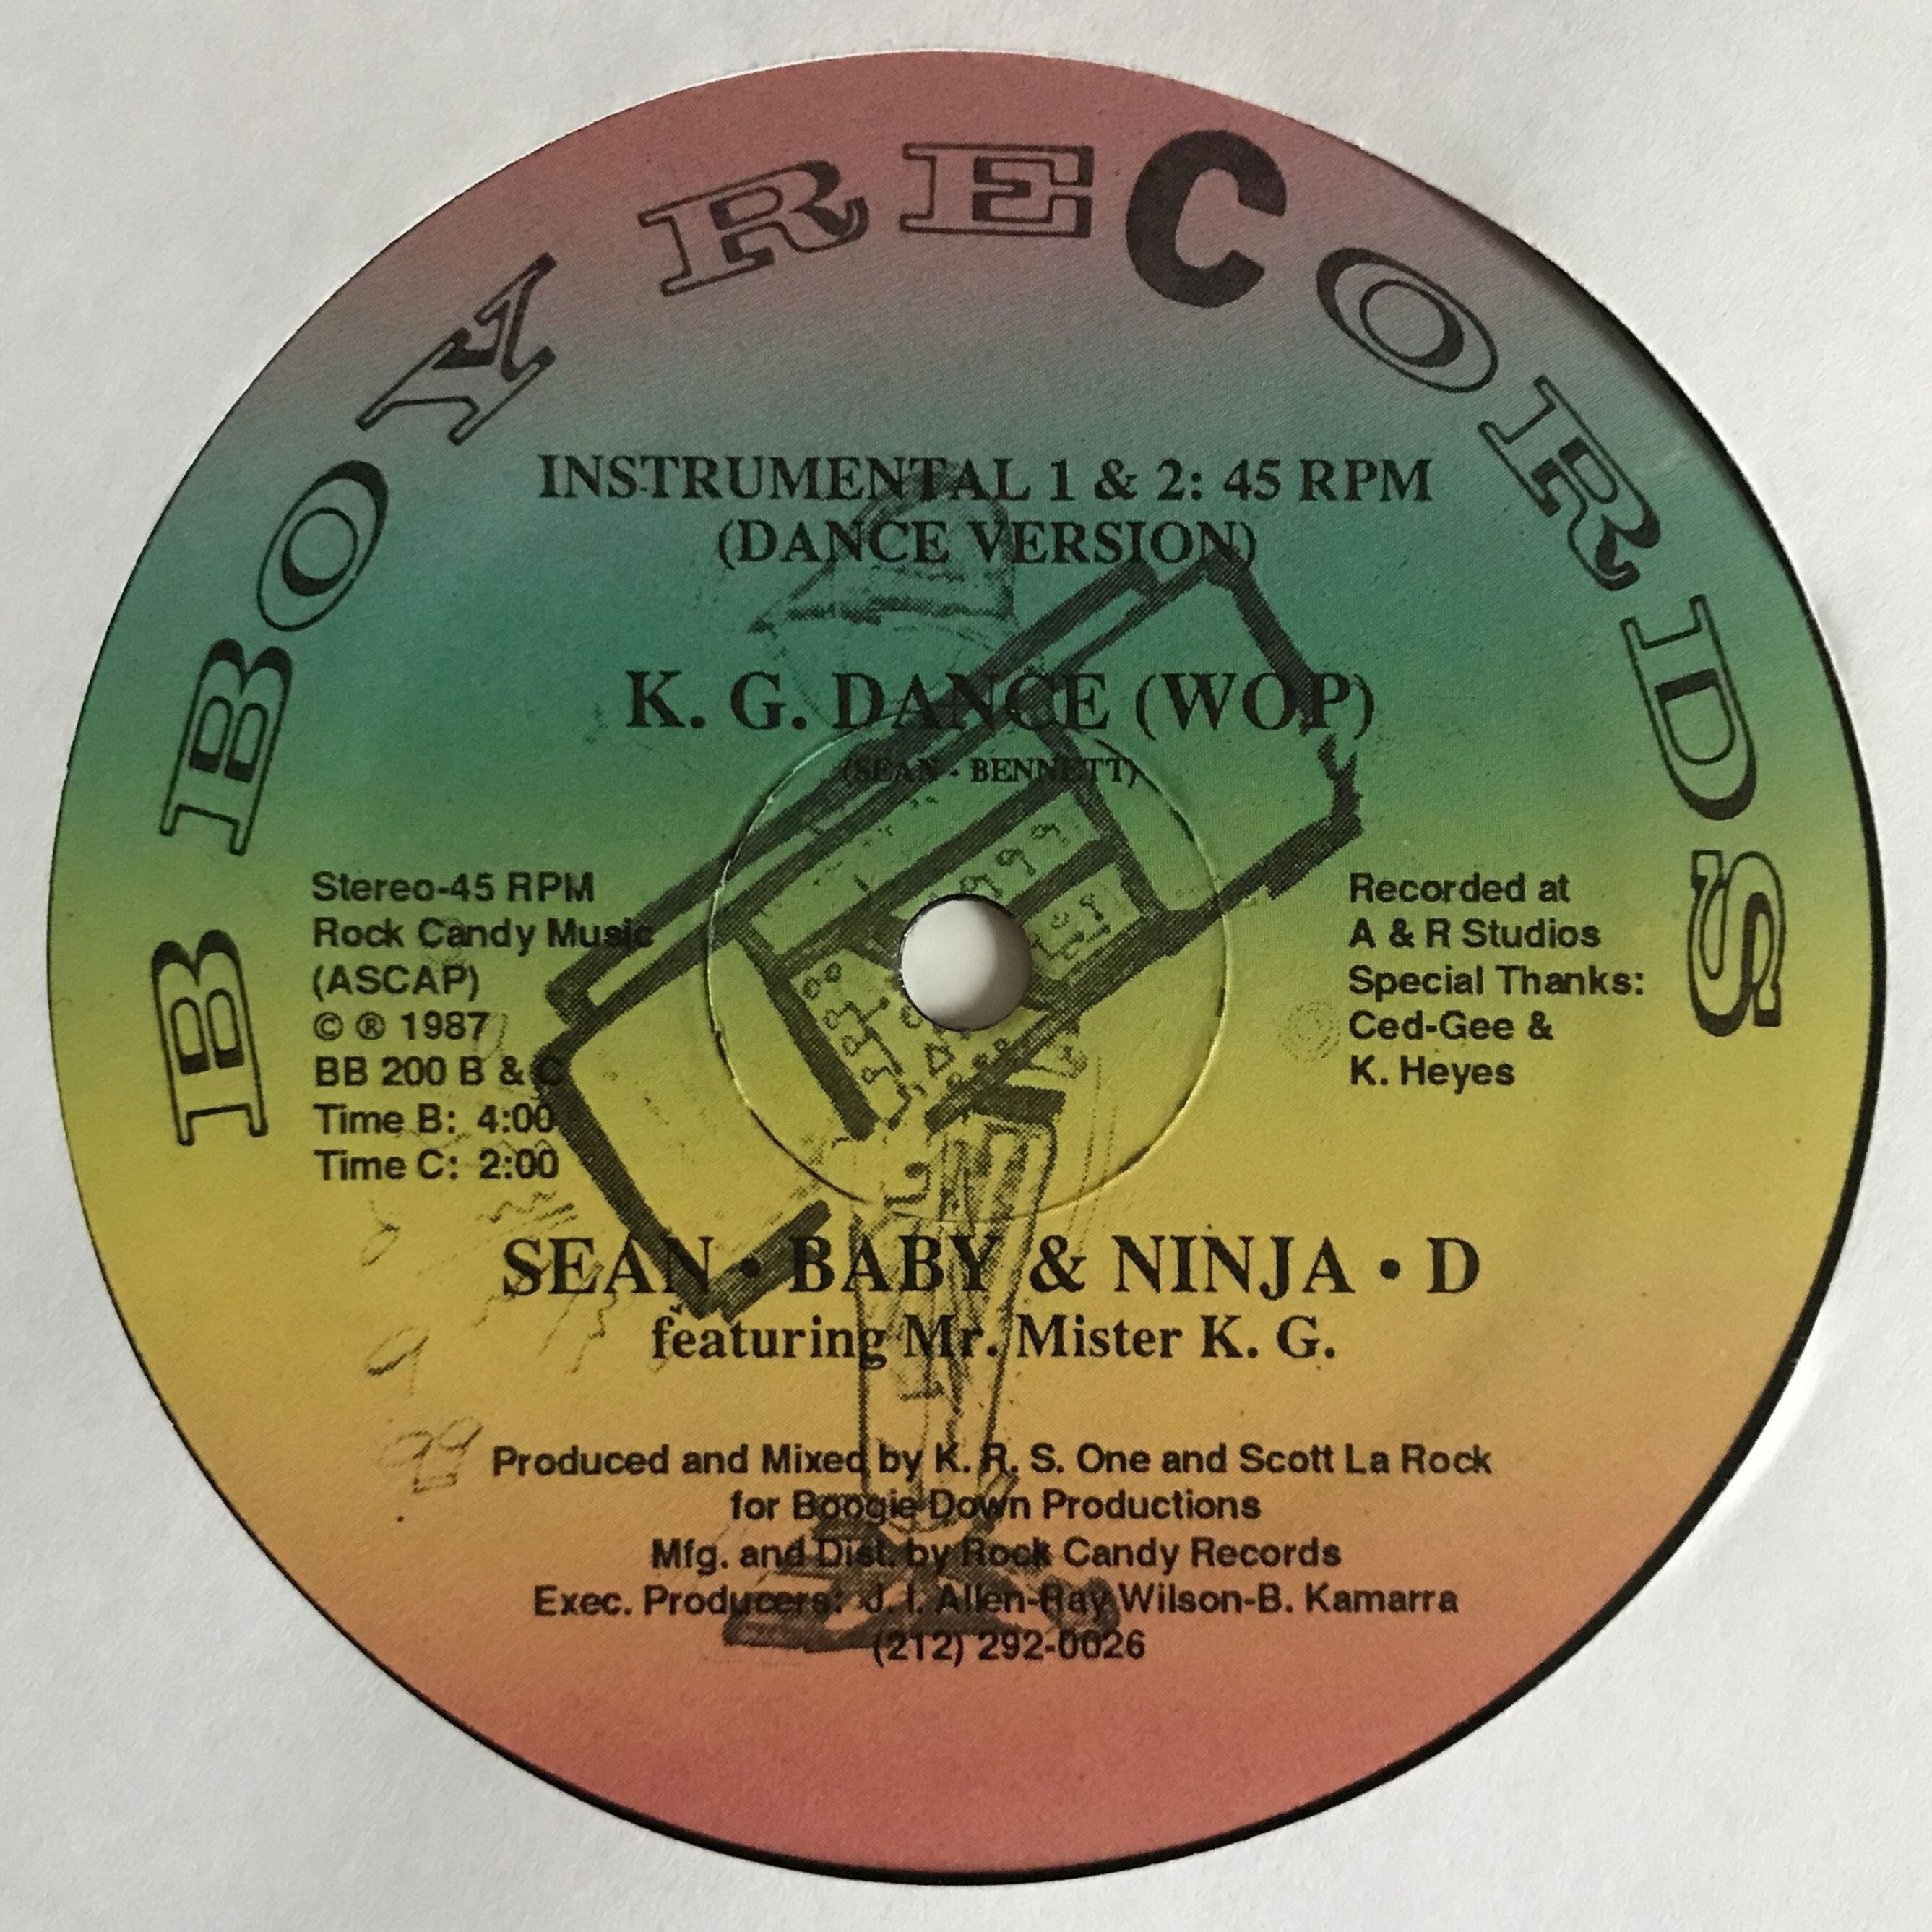 B BOY RECORDS
INSTRUMENTAL 1 & 2: 45 RPM
(DANCE VERSION)
K. G. DANCE (WOP)
(SEAN - BENNETT)
Stereo-45 RPM
Rock Candy Music
(ASCAP)
© ® 1987
BB 200 B & C
Time B: 4:00
Time C: 2:00
Recorded at
A & R Studios
Special Thanks:
Ced-Gee &
K. Heyes
SEAN • BABY & NINJA • D
featuring Mr. Mister K. G.
Produced and Mixed by K. R. S. One and Scott La Rock
for Boogie Down Productions
Mfg. and Dist. by Rock Candy Records
Exec. Producers: J. I. Allen-Ray Wilson-B. Kamarra
(212) 292-0026